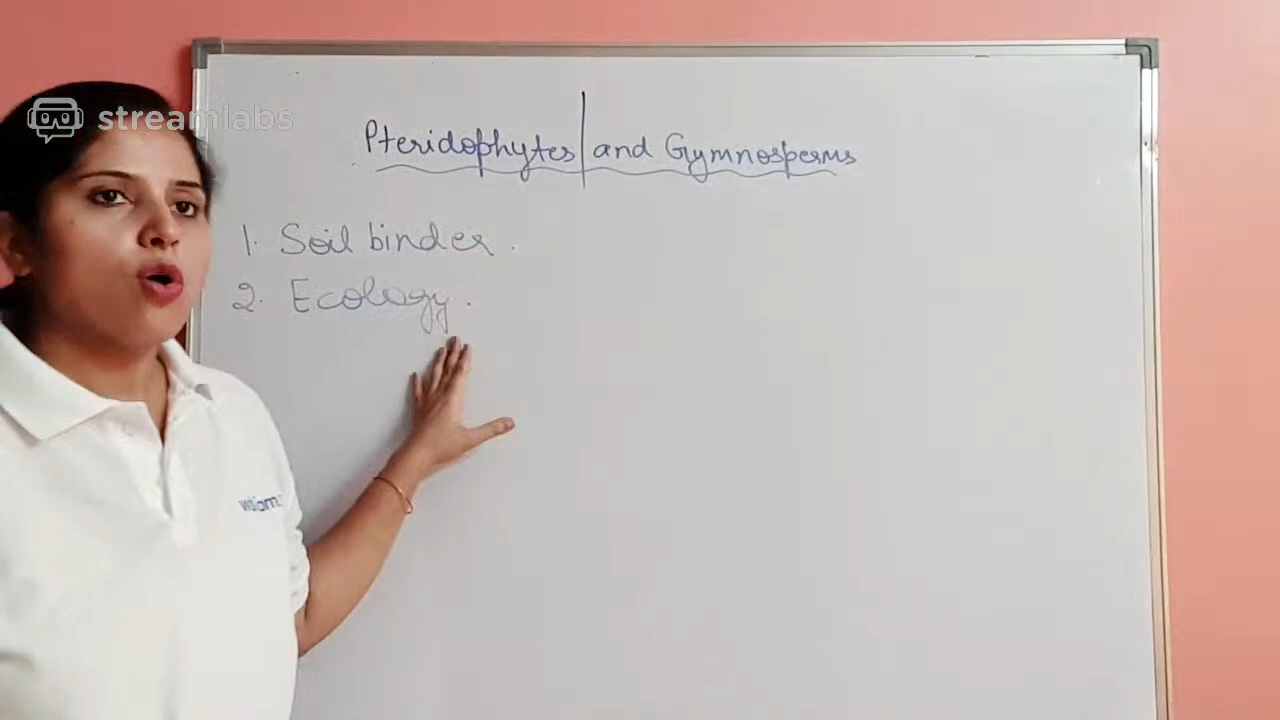 streamlabs
Pteridophytes and Gymnosperms
1. Soil binder.
2. Ecology.